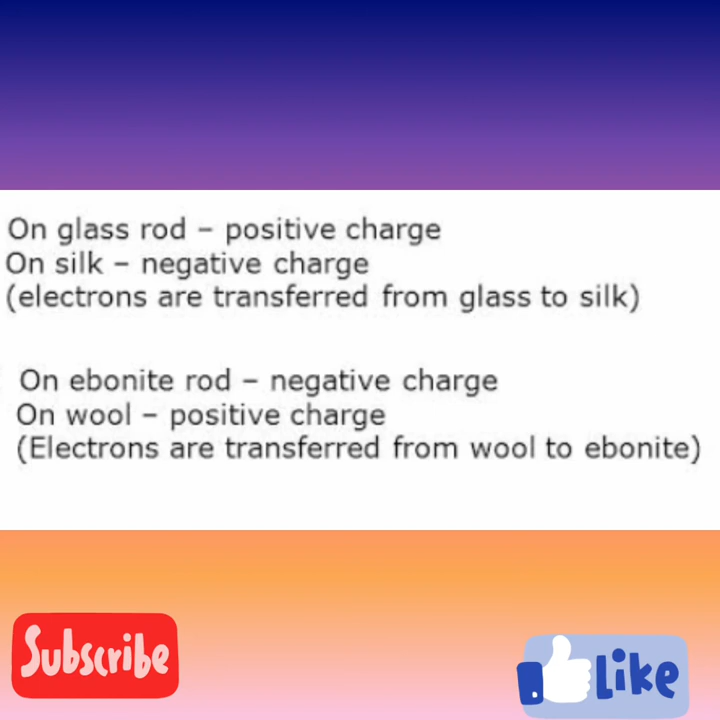 On glass rod – positive charge
On silk – negative charge
(electrons are transferred from glass to silk)
On ebonite rod – negative charge
On wool – positive charge
(Electrons are transferred from wool to ebonite)
Subscribe
Like